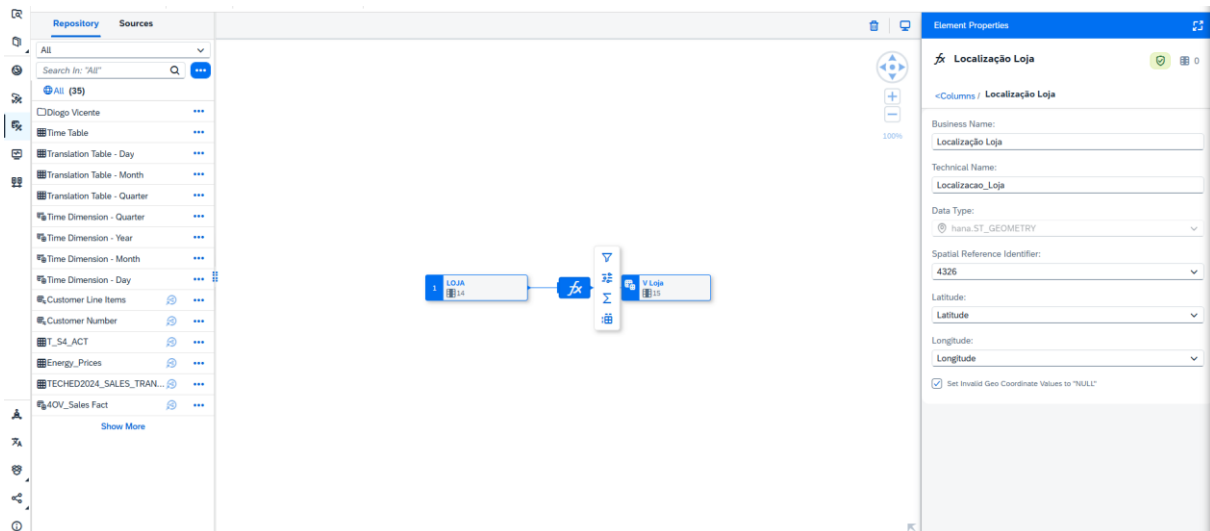 Repository Sources
All
Search In: "All"
All (35)
Diogo Vicente
Time Table
Translation Table - Day
Translation Table - Month
Translation Table - Quarter
Time Dimension - Quarter
Time Dimension - Year
Time Dimension - Month
Time Dimension - Day
Customer Line Items
Customer Number
T_S4_ACT
Energy_Prices
TECHED2024_SALES_TRAN...
4OV_Sales Fact
Show More
100%
1 LOJA
14
fx
V Loja
15
Element Properties
fx Localização Loja 0
<Columns / Localização Loja
Business Name:
Localização Loja
Technical Name:
Localizacao_Loja
Data Type:
hana.ST_GEOMETRY
Spatial Reference Identifier:
4326
Latitude:
Latitude
Longitude:
Longitude
Set Invalid Geo Coordinate Values to "NULL"